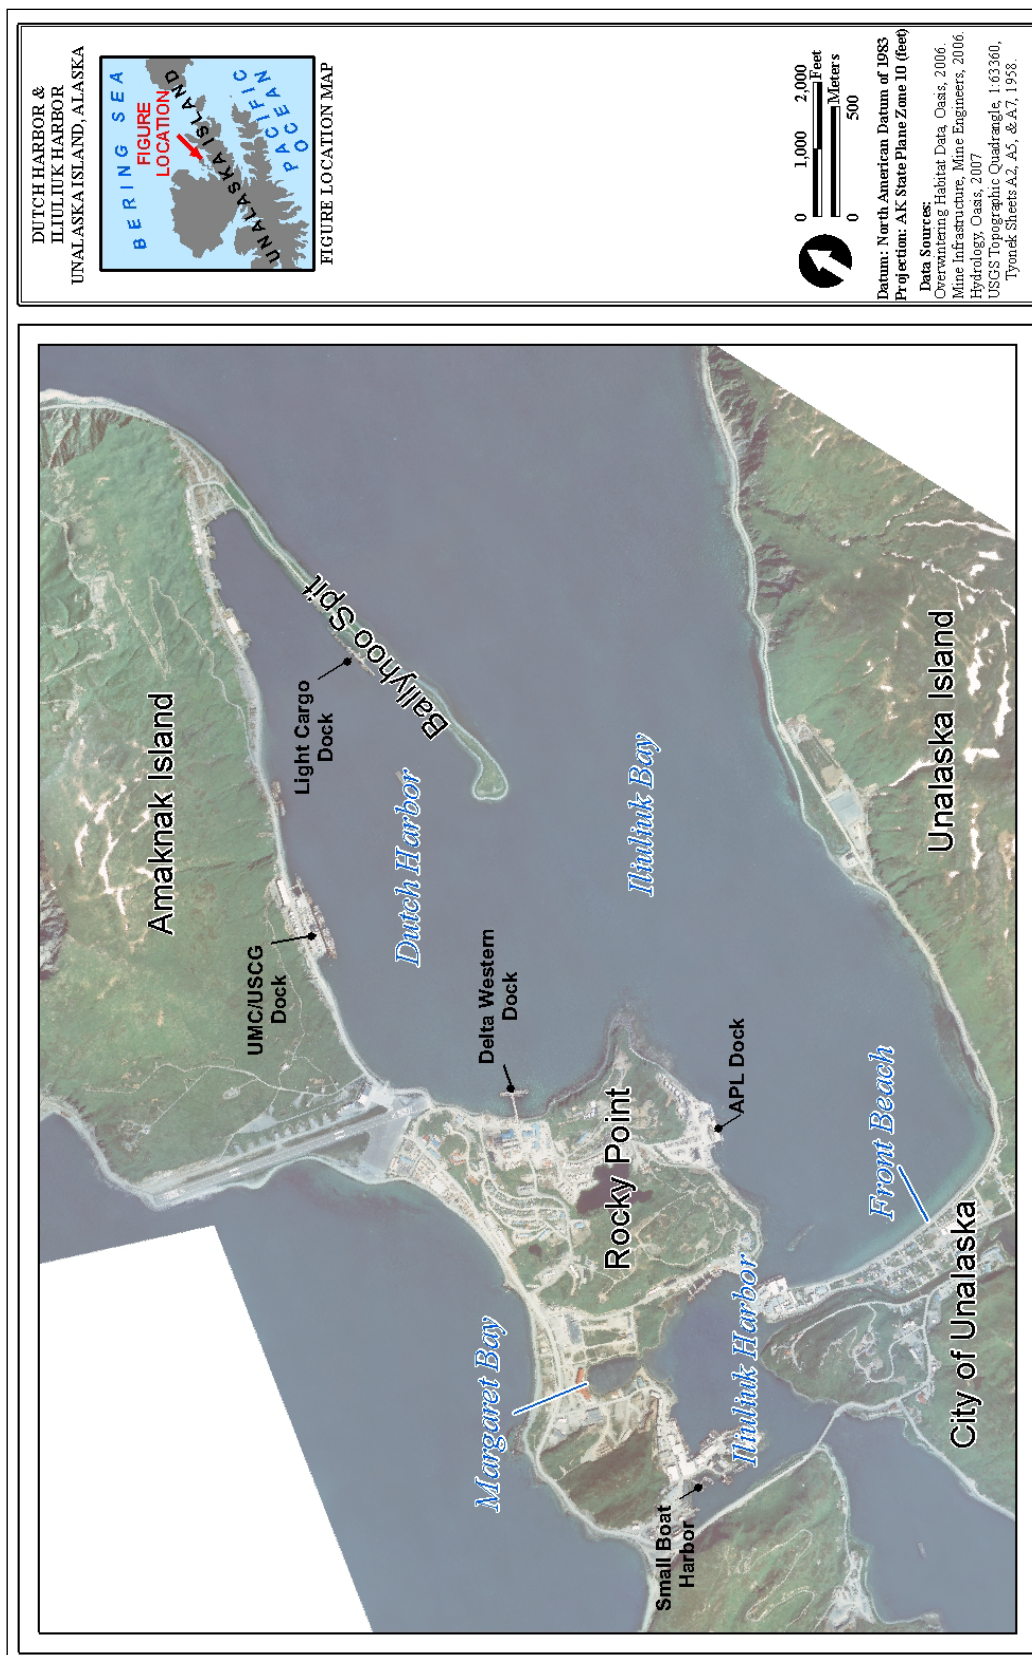 DUTCH HARBOR &
ILIULIUK HARBOR
UNALASKA ISLAND, ALASKA
BERING SEA
FIGURE
LOCATION
UNALASKA ISLAND
PACIFIC
OCEAN
FIGURE LOCATION MAP
0 1,000 2,000
Feet
Meters
0 500
Datum: North American Datum of 1983
Projection: AK State Plane Zone 10 (feet)
Data Sources:
Overwintering Habitat Data, Oasis, 2006.
Mine Infrastructure, Mine Engineers, 2006.
Hydrology, Oasis, 2007
USGS Topographic Quadrangle, 1:63360,
Tyonek Sheets A2, A5, & A7, 1958.
Amaknak Island
UMC/USCG
Dock
Light Cargo
Dock
Ballyhoo Spit
Dutch Harbor
Delta Western
Dock
Iliuliuk Bay
Rocky Point
APL Dock
Margaret Bay
Iliuliuk Harbor
Small Boat
Harbor
Front Beach
City of Unalaska
Unalaska Island